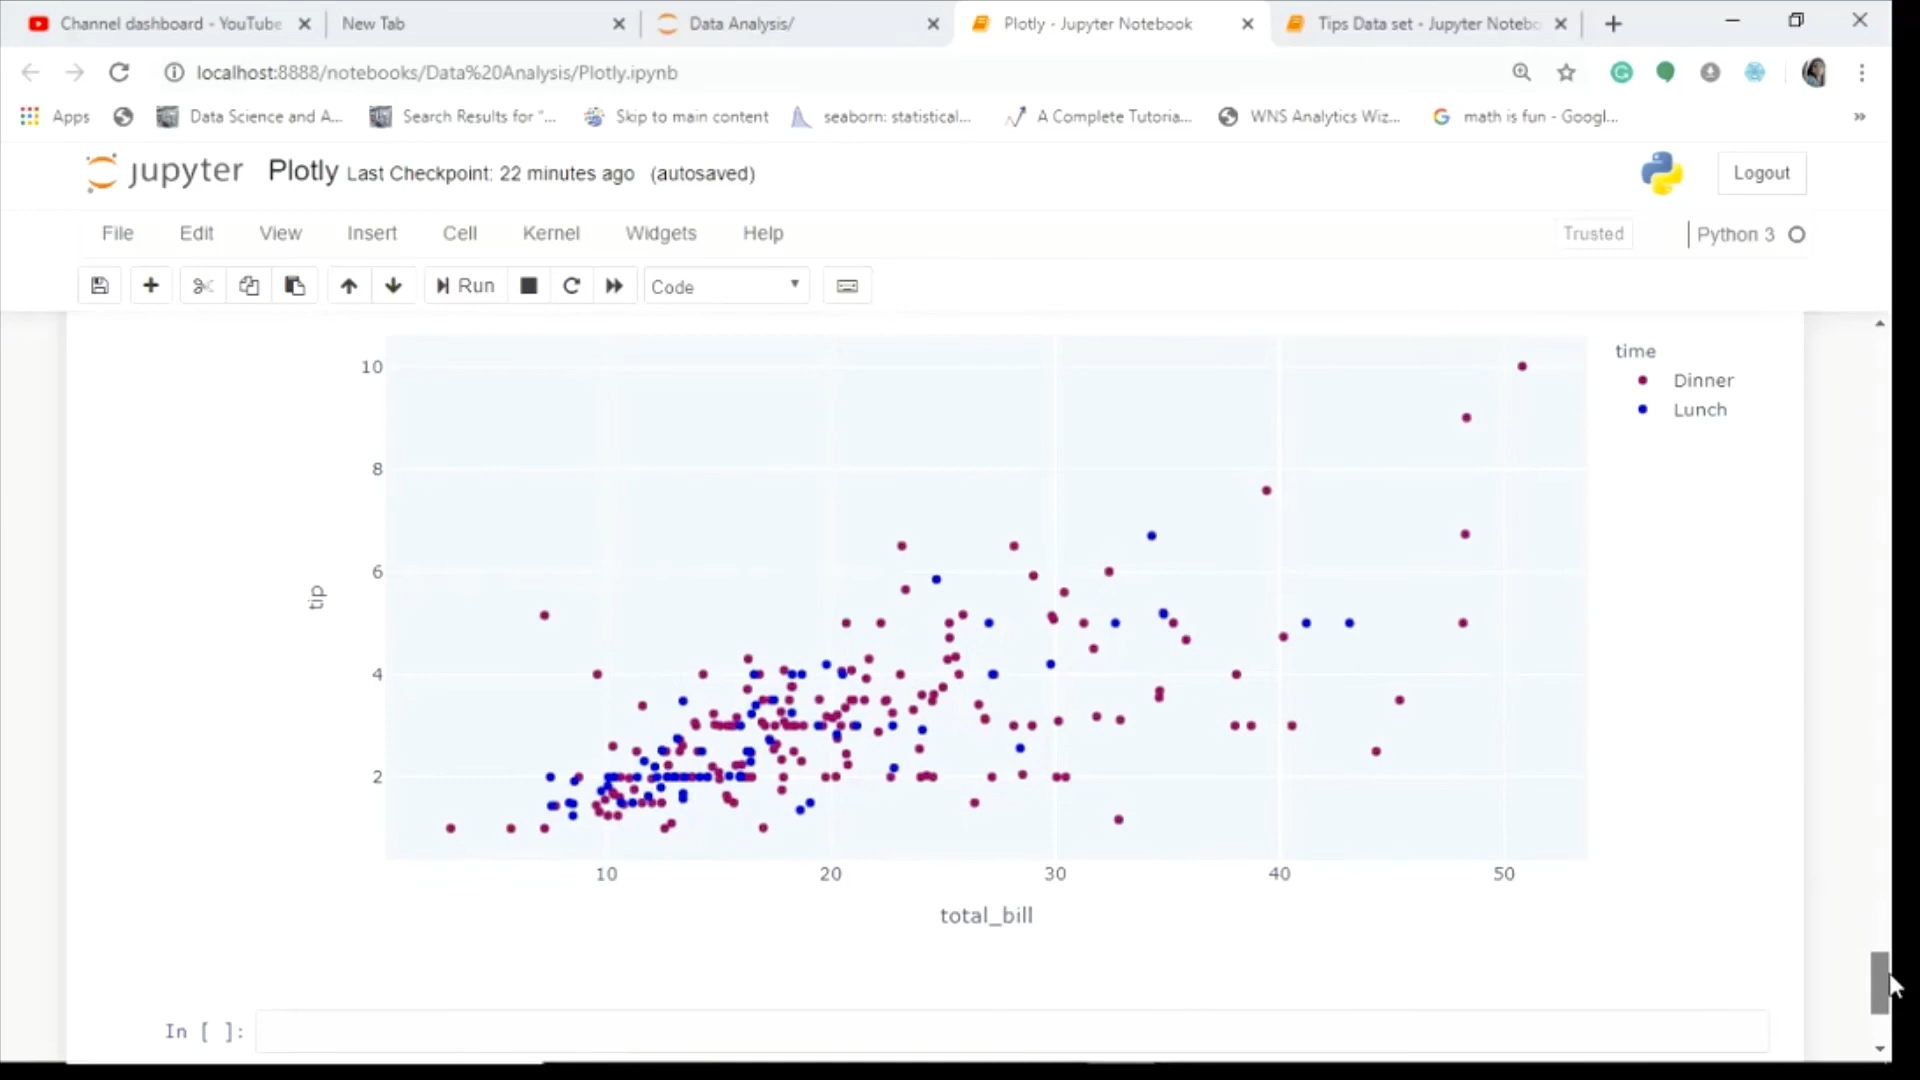 Channel dashboard - YouTube
New Tab
Data Analysis/
Plotly - Jupyter Notebook
Tips Data set - Jupyter Notebo
localhost:8888/notebooks/Data%20Analysis/Plotly.ipynb
Apps
Data Science and A...
Search Results for "...
Skip to main content
seaborn: statistical...
A Complete Tutoria...
WNS Analytics Wiz...
math is fun - Googl...
»
jupyter Plotly Last Checkpoint: 22 minutes ago (autosaved)
Logout
File Edit View Insert Cell Kernel Widgets Help
Trusted
Python 3
Run
Code
time
Dinner
Lunch
10
8
6
4
2
tip
10 20 30 40 50
total_bill
In [ ]: